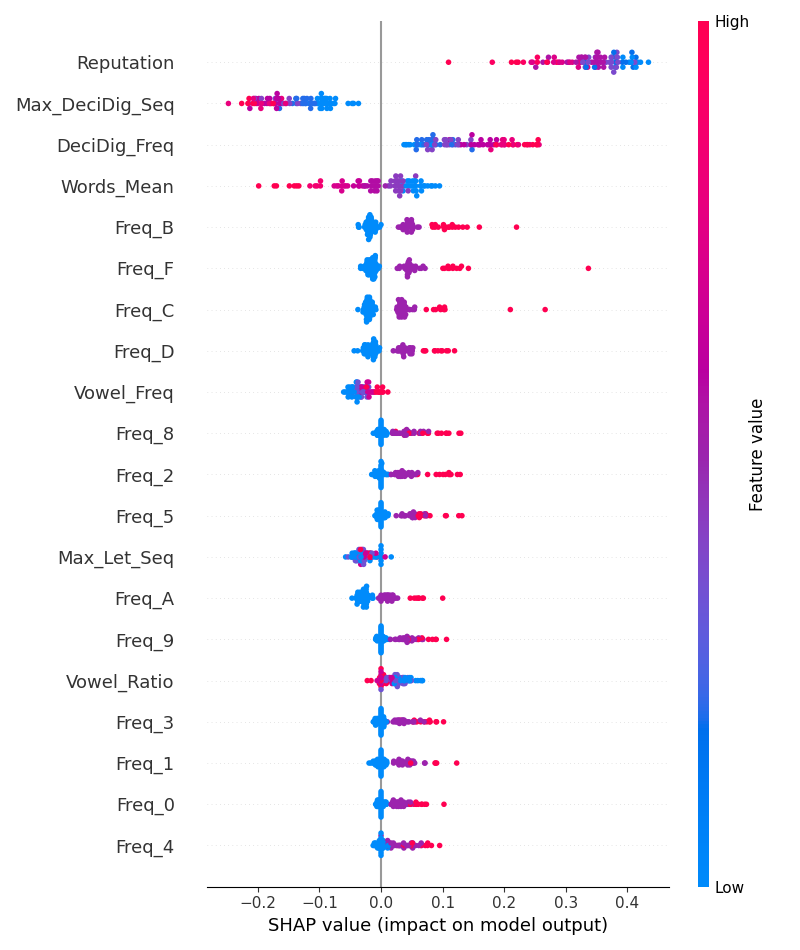 High
Reputation
Max_DeciDig_Seq
DeciDig_Freq
Words_Mean
Freq_B
Freq_F
Freq_C
Freq_D
Vowel_Freq
Freq_8
Freq_2
Freq_5
Max_Let_Seq
Freq_A
Freq_9
Vowel_Ratio
Freq_3
Freq_1
Freq_0
Freq_4
Feature value
Low
−0.2 −0.1 0.0 0.1 0.2 0.3 0.4
SHAP value (impact on model output)